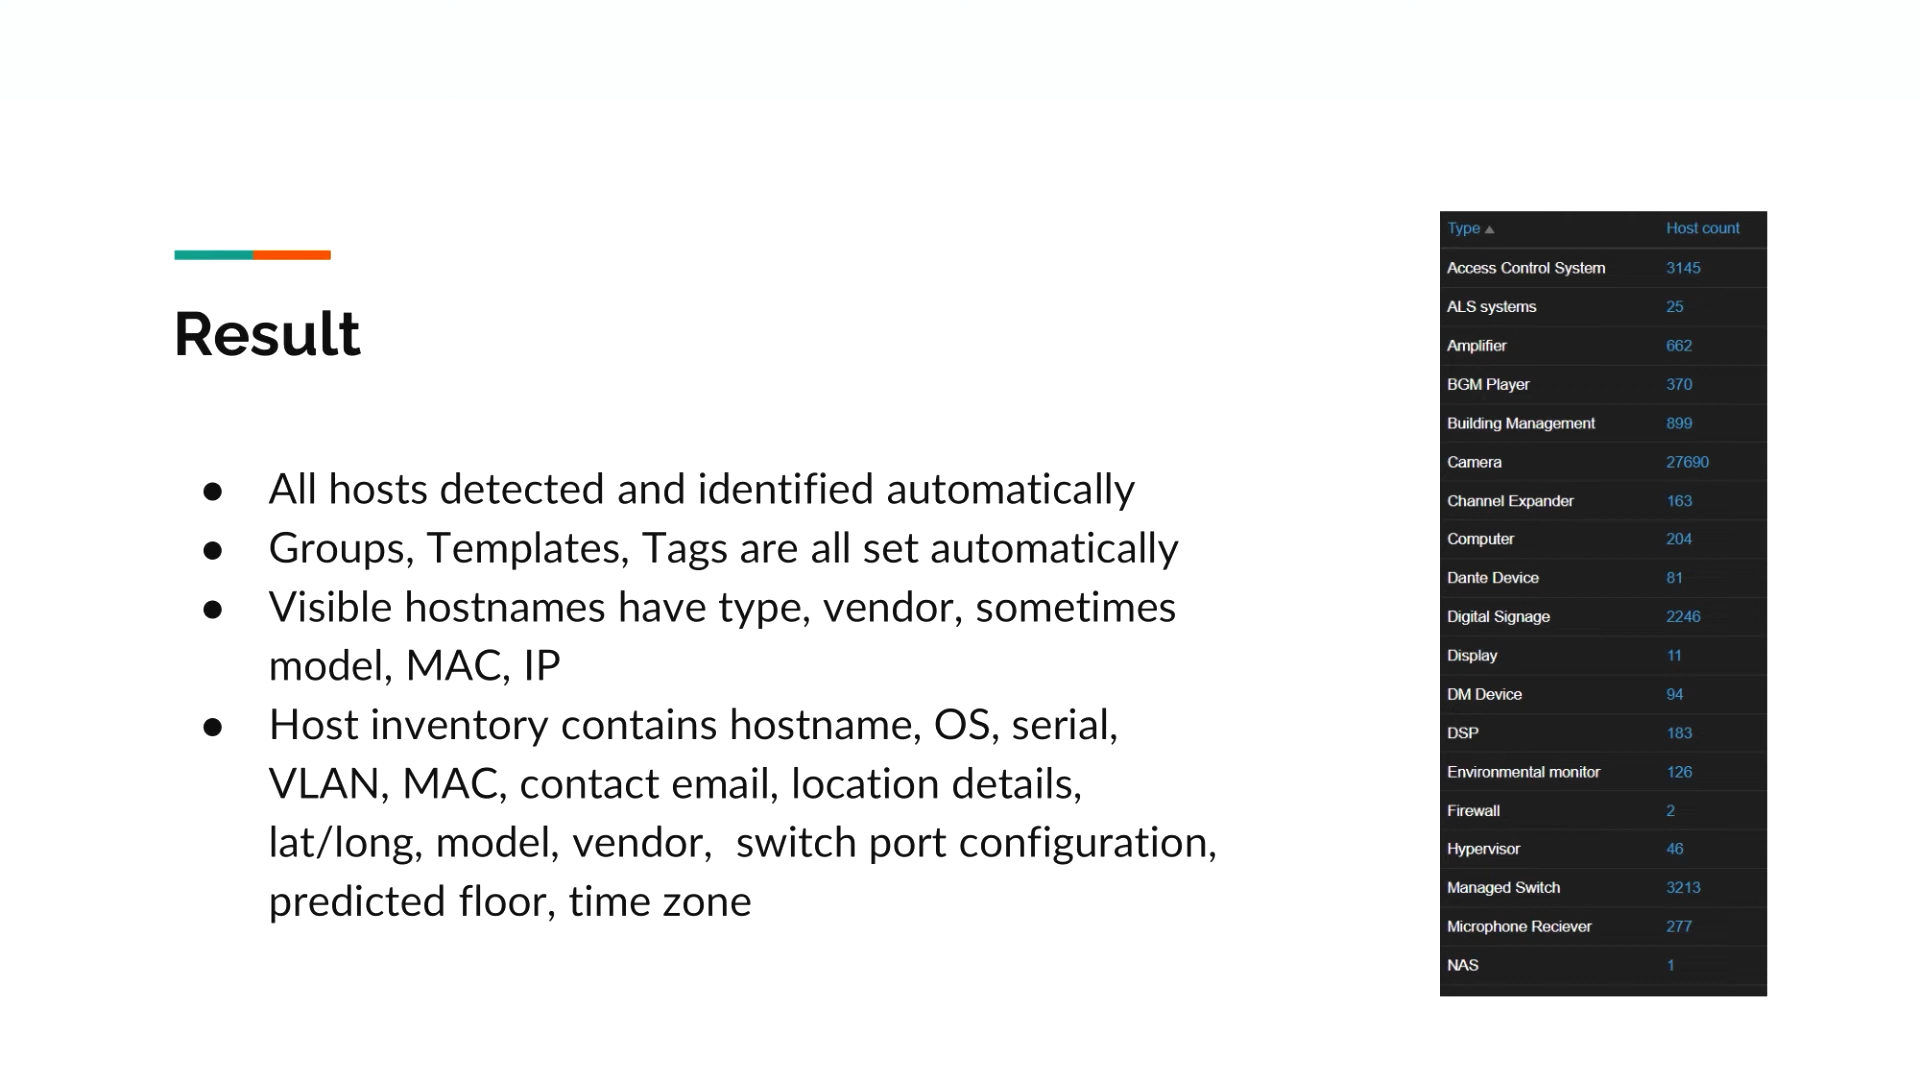 Result
● All hosts detected and identified automatically
● Groups, Templates, Tags are all set automatically
● Visible hostnames have type, vendor, sometimes
model, MAC, IP
● Host inventory contains hostname, OS, serial,
VLAN, MAC, contact email, location details,
lat/long, model, vendor,  switch port configuration,
predicted floor, time zone
Type ▲ Host count
Access Control System 3145
ALS systems 25
Amplifier 662
BGM Player 370
Building Management 899
Camera 27690
Channel Expander 163
Computer 204
Dante Device 81
Digital Signage 2246
Display 11
DM Device 94
DSP 183
Environmental monitor 126
Firewall 2
Hypervisor 46
Managed Switch 3213
Microphone Reciever 277
NAS 1